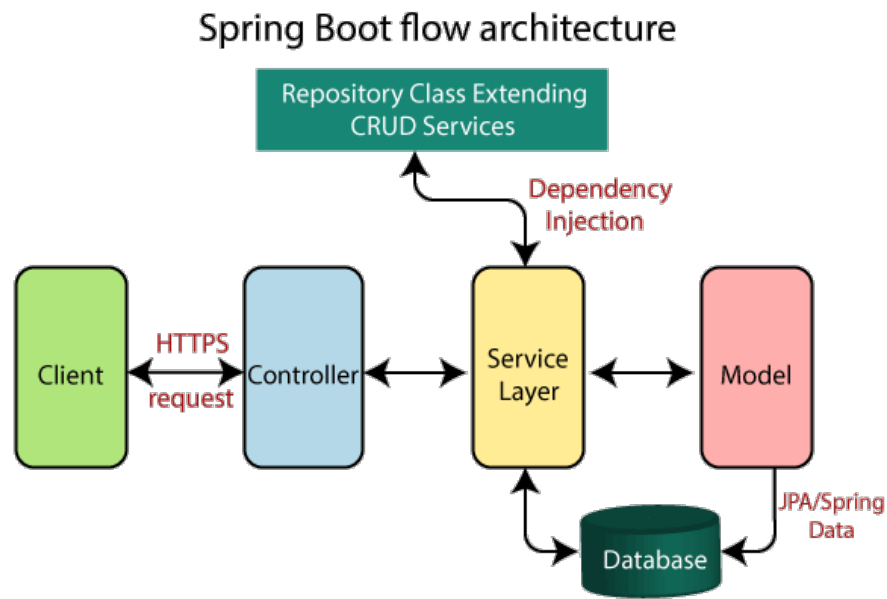 Spring Boot flow architecture
Repository Class Extending
CRUD Services
Dependency
Injection
Client
HTTPS
request
Controller
Service
Layer
Model
JPA/Spring
Data
Database